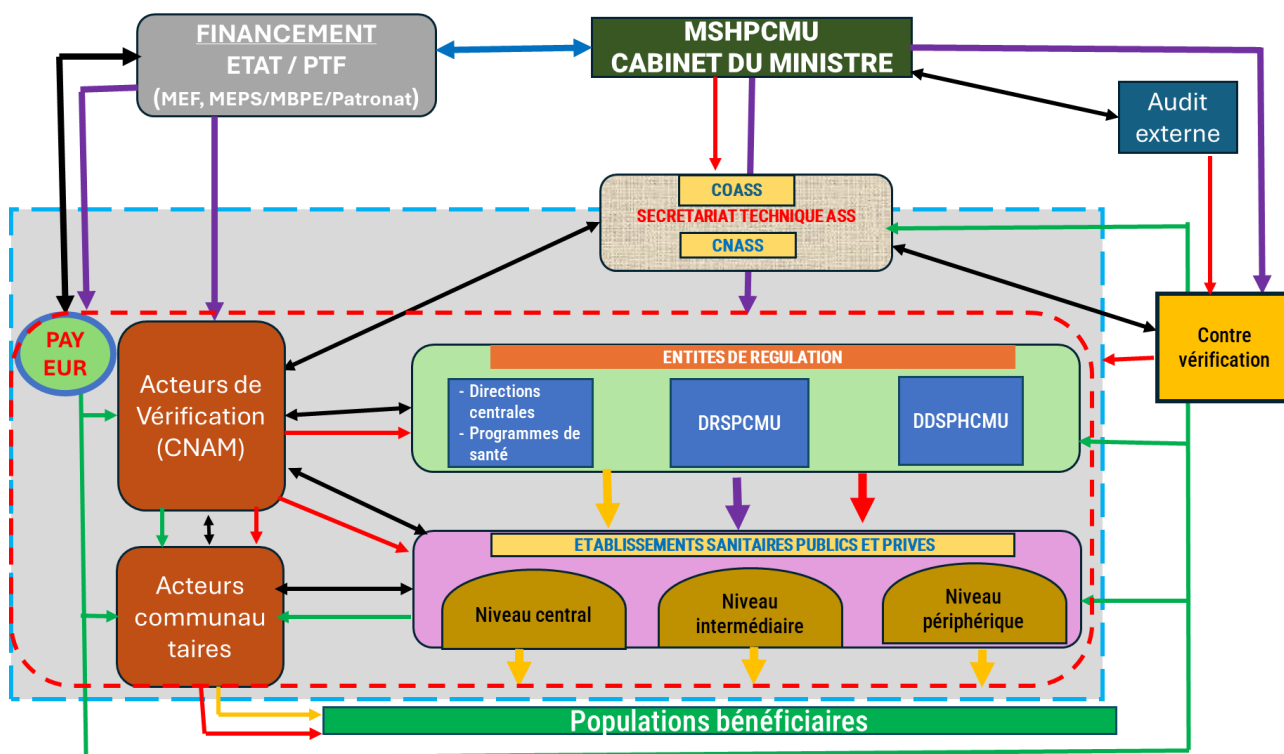 FINANCEMENT
ETAT / PTF
(MEF, MEPS/MBPE/Patronat)
MSHPCMU
CABINET DU MINISTRE
Audit
externe
COASS
SECRETARIAT TECHNIQUE ASS
CNASS
PAY
EUR
Acteurs de
Vérification
(CNAM)
ENTITES DE REGULATION
- Directions
centrales
- Programmes de
santé
DRSPCMU
DDSPHCMU
Contre
vérification
ETABLISSEMENTS SANITAIRES PUBLICS ET PRIVES
Acteurs
communau
taires
Niveau central
Niveau
intermédiaire
Niveau
périphérique
Populations bénéficiaires